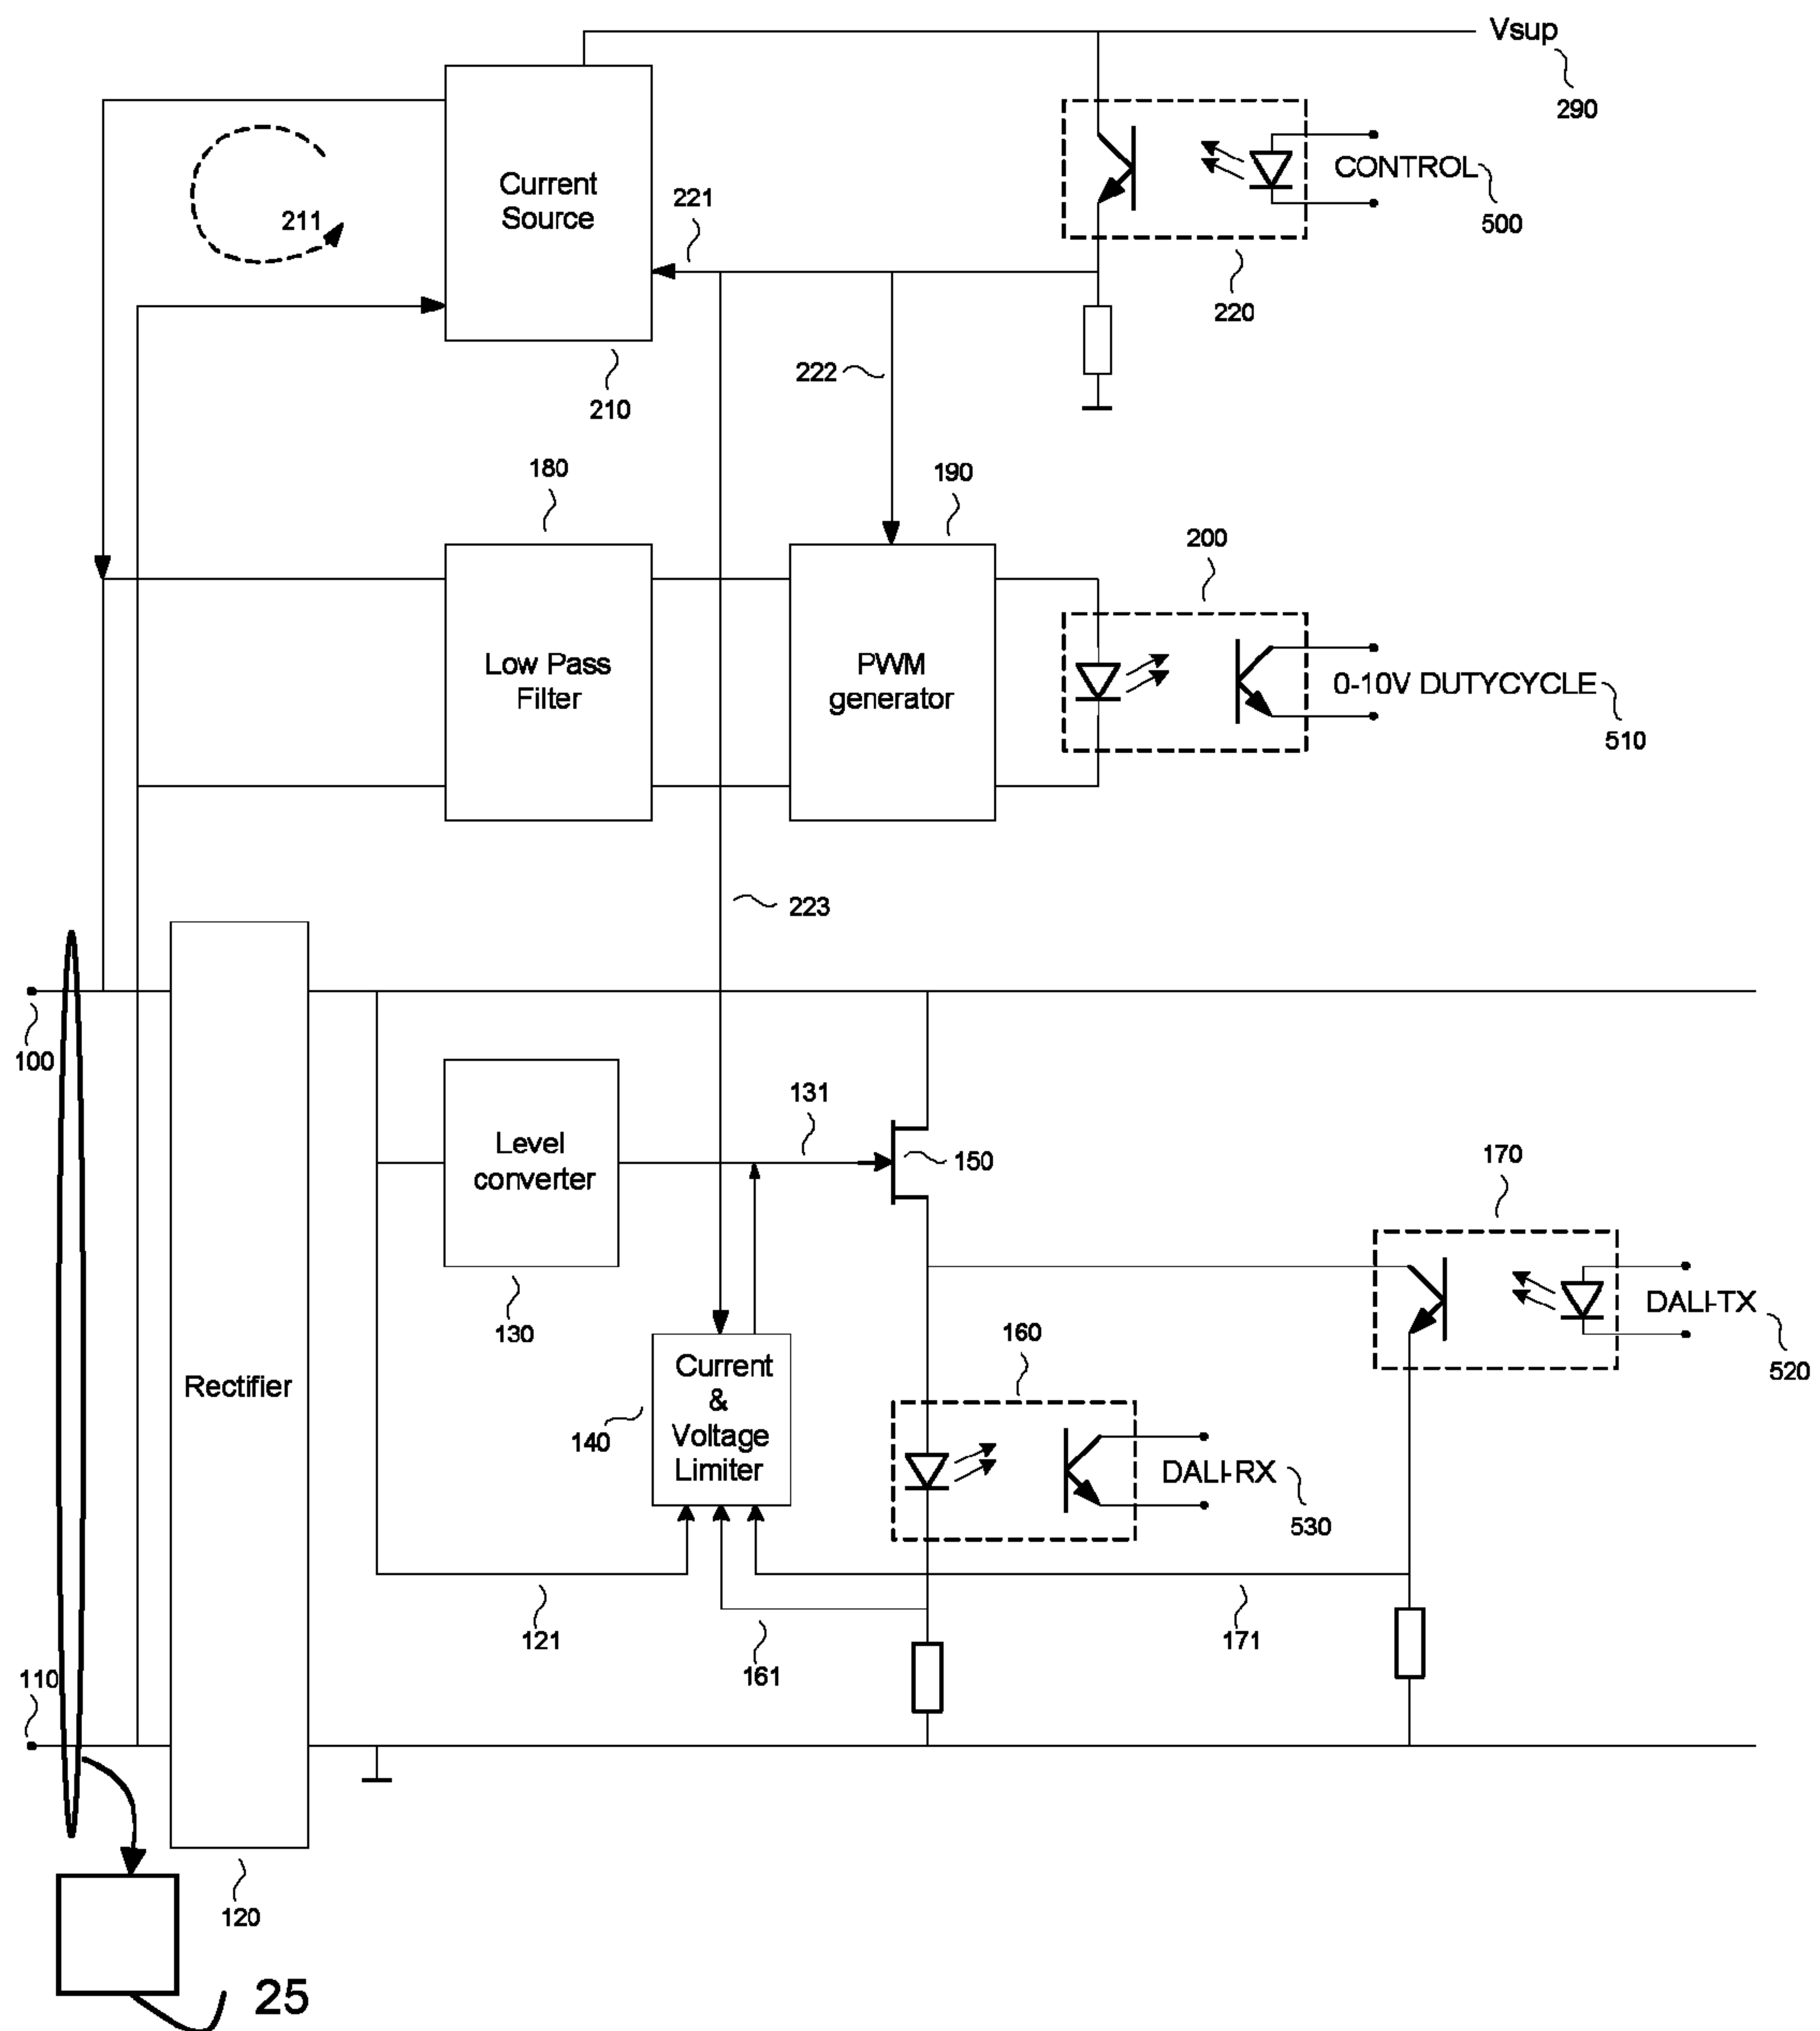 Vsup
290
Current
Source
211
221
CONTROL
500
220
222
210
180
190
200
Low Pass
Filter
PWM
generator
0-10V DUTYCYCLE
510
223
100
131
Level
converter
150
170
130
160
DALI-TX
520
Rectifier
Current
&
Voltage
Limiter
140
DALI-RX
530
121
161
171
110
120
25